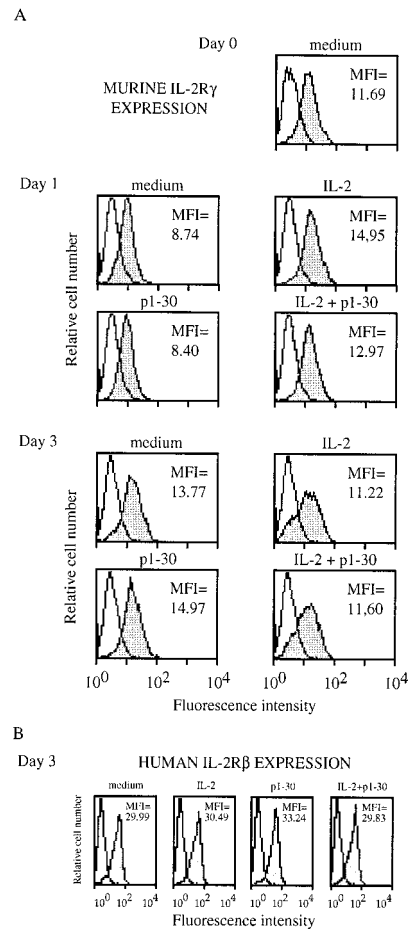 A
Day 0
medium
MURINE IL-2Rγ
EXPRESSION
MFI=
11.69
Day 1
medium
IL-2
MFI=
8.74
MFI=
14,95
p1-30
IL-2 + p1-30
MFI=
8.40
MFI=
12.97
Relative cell number
Day 3
medium
IL-2
MFI=
13.77
MFI=
11.22
p1-30
IL-2 + p1-30
MFI=
14.97
MFI=
11,60
Relative cell number
10^0 10^2 10^4 10^0 10^2 10^4
Fluorescence intensity
B
Day 3
HUMAN IL-2Rβ EXPRESSION
medium
IL-2
p1-30
IL-2+p1-30
MFI=
29.99
MFI=
30.49
MFI=
33.24
MFI=
29.83
Relative cell number
10^0 10^2 10^4 10^0 10^2 10^4 10^0 10^2 10^4 10^0 10^2 10^4
Fluorescence intensity